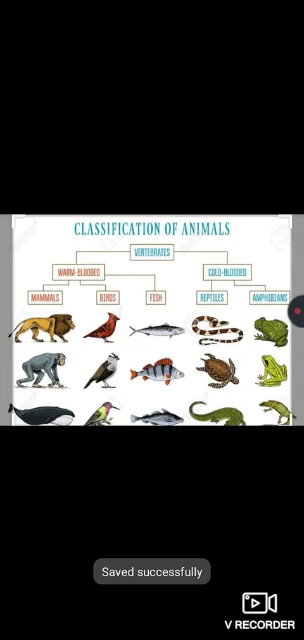 CLASSIFICATION OF ANIMALS
VERTEBRATES
WARM-BLOODED
COLD-BLOODED
MAMMALS
BIRDS
FISH
REPTILES
AMPHIBIANS
Saved successfully
V RECORDER